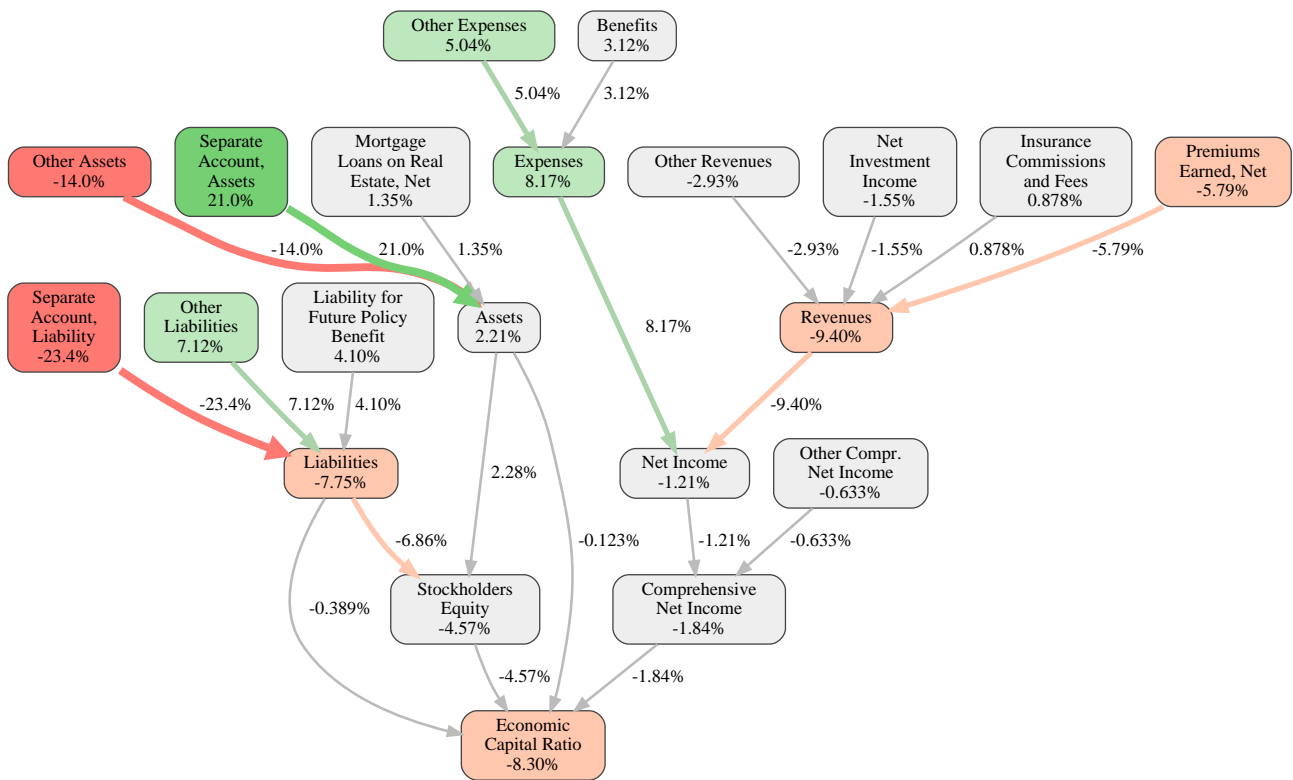 Other Expenses
5.04%
Benefits
3.12%
5.04%
3.12%
Other Assets
-14.0%
Separate
Account,
Assets
21.0%
Mortgage
Loans on Real
Estate, Net
1.35%
Expenses
8.17%
Other Revenues
-2.93%
Net
Investment
Income
-1.55%
Insurance
Commissions
and Fees
0.878%
Premiums
Earned, Net
-5.79%
-14.0%
21.0%
1.35%
-2.93%
-1.55%
0.878%
-5.79%
Separate
Account,
Liability
-23.4%
Other
Liabilities
7.12%
Liability for
Future Policy
Benefit
4.10%
Assets
2.21%
8.17%
Revenues
-9.40%
-23.4%
7.12%
4.10%
-9.40%
Liabilities
-7.75%
2.28%
Net Income
-1.21%
Other Compr.
Net Income
-0.633%
-6.86%
-0.123%
-1.21%
-0.633%
-0.389%
Stockholders
Equity
-4.57%
Comprehensive
Net Income
-1.84%
-4.57%
-1.84%
Economic
Capital Ratio
-8.30%